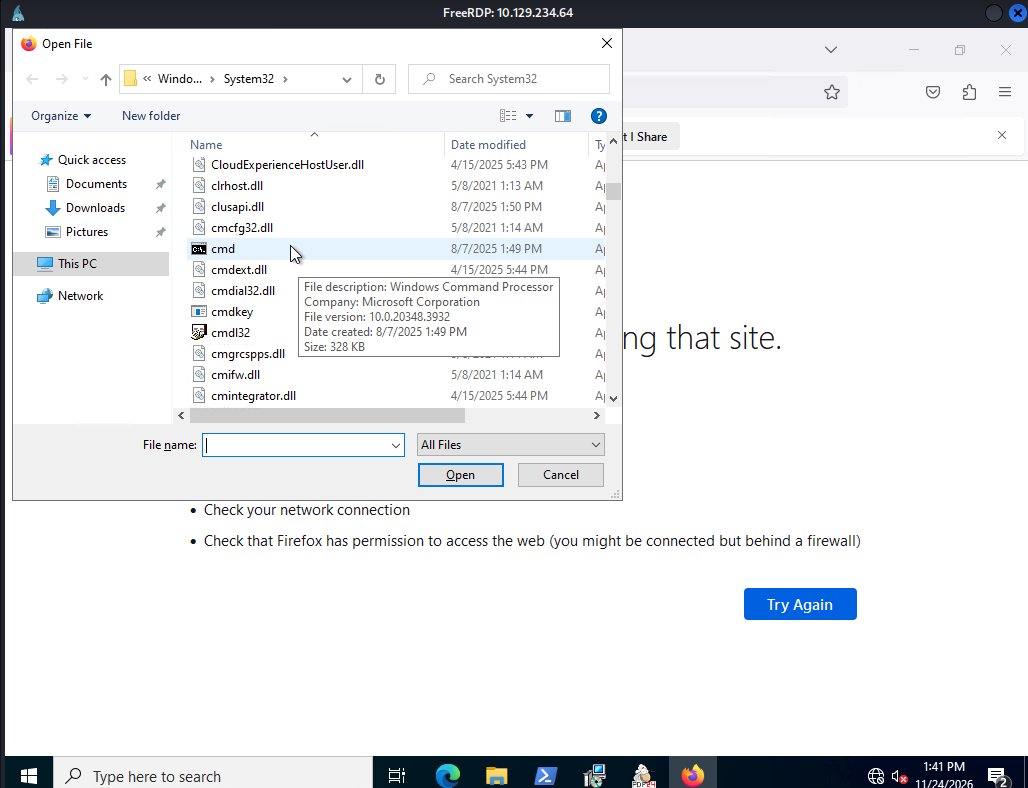 FreeRDP: 10.129.234.64
Open File
« Windo... › System32 ›
Search System32
Organize
New folder
t I Share
Name
Date modified
Ty
Quick access
Documents
Downloads
Pictures
This PC
Network
CloudExperienceHostUser.dll 4/15/2025 5:43 PM Ap
clrhost.dll 5/8/2021 1:13 AM Ap
clusapi.dll 8/7/2025 1:50 PM Ap
cmcfg32.dll 5/8/2021 1:14 AM Ap
cmd 8/7/2025 1:49 PM Ap
cmdext.dll 4/15/2025 5:44 PM Ap
cmdial32.dll
cmdkey
cmdl32
cmgrcspps.dll
cmifw.dll 5/8/2021 1:14 AM Ap
cmintegrator.dll 4/15/2025 5:44 PM Ap
File description: Windows Command Processor
Company: Microsoft Corporation
File version: 10.0.20348.3932
Date created: 8/7/2025 1:49 PM
Size: 328 KB
ng that site.
File name:
All Files
Open
Cancel
• Check your network connection
• Check that Firefox has permission to access the web (you might be connected but behind a firewall)
Try Again
Type here to search
1:41 PM
11/24/2026
2